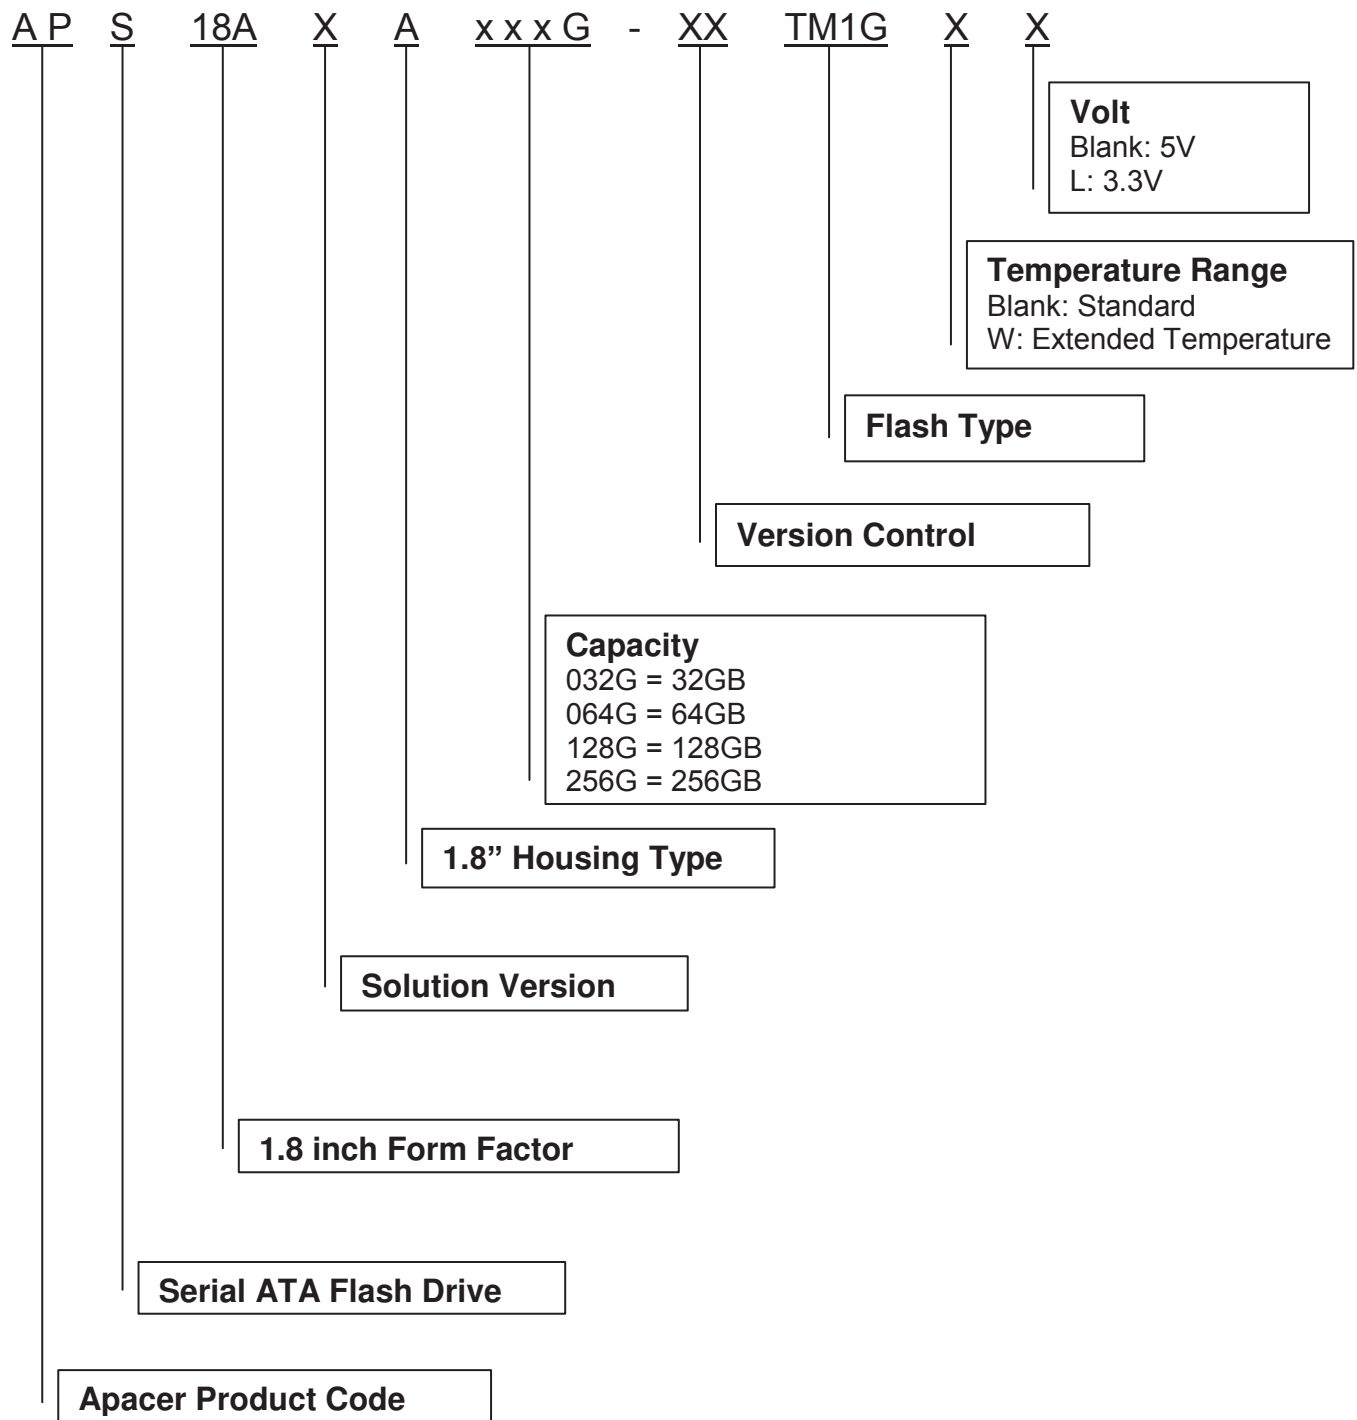 A P S 18A X A x x x G - XX TM1G X X
Volt
Blank: 5V
L: 3.3V
Temperature Range
Blank: Standard
W: Extended Temperature
Flash Type
Version Control
Capacity
032G = 32GB
064G = 64GB
128G = 128GB
256G = 256GB
1.8” Housing Type
Solution Version
1.8 inch Form Factor
Serial ATA Flash Drive
Apacer Product Code